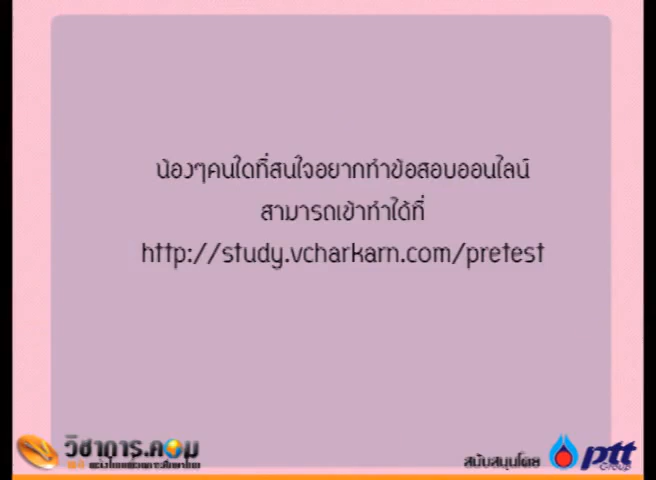 น้องๆคนใดที่สนใจอยากทำข้อสอบออนไลน์
สามารถเข้าทำได้ที่
http://study.vcharkarn.com/pretest
วิชาการ.คอม
สนับสนุนโดย ptt
Group